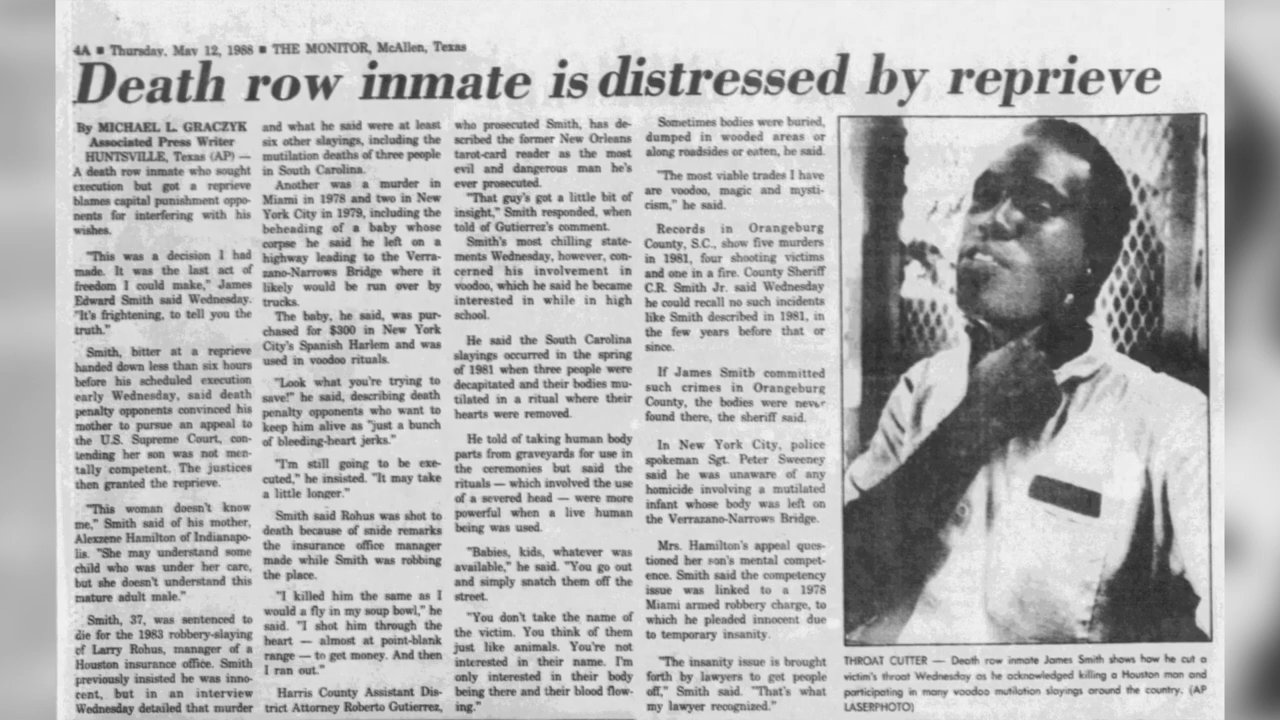 4A ■ Thursday, May 12, 1988 ■ THE MONITOR, McAllen, Texas
Death row inmate is distressed by reprieve
By MICHAEL L. GRACZYK
Associated Press Writer
HUNTSVILLE, Texas (AP) —
A death row inmate who sought
execution but got a reprieve
blames capital punishment oppo-
nents for interfering with his
wishes.
"This was a decision I had
made. It was the last act of
freedom I could make," James
Edward Smith said Wednesday.
"It's frightening, to tell you the
truth."
Smith, bitter at a reprieve
handed down less than six hours
before his scheduled execution
early Wednesday, said death
penalty opponents convinced his
mother to pursue an appeal to
the U.S. Supreme Court, con-
tending her son was not men-
tally competent. The justices
then granted the reprieve.
"This woman doesn't know
me," Smith said of his mother,
Alexzene Hamilton of Indianapo-
lis. "She may understand some
child who was under her care,
but she doesn't understand this
mature adult male."
Smith, 37, was sentenced to
die for the 1983 robbery-slaying
of Larry Rohus, manager of a
Houston insurance office. Smith
previously insisted he was inno-
cent, but in an interview
Wednesday detailed that murder
and what he said were at least
six other slayings, including the
mutilation deaths of three people
in South Carolina.
Another was a murder in
Miami in 1978 and two in New
York City in 1979, including the
beheading of a baby whose
corpse he said he left on a
highway leading to the Verra-
zano-Narrows Bridge where it
likely would be run over by
trucks.
The baby, he said, was pur-
chased for $300 in New York
City's Spanish Harlem and was
used in voodoo rituals.
"Look what you're trying to
save!" he said, describing death
penalty opponents who want to
keep him alive as "just a bunch
of bleeding-heart jerks."
"I'm still going to be exe-
cuted," he insisted. "It may take
a little longer."
Smith said Rohus was shot to
death because of snide remarks
the insurance office manager
made while Smith was robbing
the place.
"I killed him the same as I
would a fly in my soup bowl," he
said. "I shot him through the
heart — almost at point-blank
range — to get money. And then
I ran out."
Harris County Assistant Dis-
trict Attorney Roberto Gutierrez,
who prosecuted Smith, has de-
scribed the former New Orleans
tarot-card reader as the most
evil and dangerous man he's
ever prosecuted.
"That guy's got a little bit of
insight," Smith responded, when
told of Gutierrez's comment.
Smith's most chilling state-
ments Wednesday, however, con-
cerned his involvement in
voodoo, which he said he became
interested in while in high
school.
He said the South Carolina
slayings occurred in the spring
of 1981 when three people were
decapitated and their bodies mu-
tilated in a ritual where their
hearts were removed.
He told of taking human body
parts from graveyards for use in
the ceremonies but said the
rituals — which involved the use
of a severed head — were more
powerful when a live human
being was used.
"Babies, kids, whatever was
available," he said. "You go out
and simply snatch them off the
street.
"You don't take the name of
the victim. You think of them
just like animals. You're not
interested in their name. I'm
only interested in their body
being there and their blood flow-
ing."
Sometimes bodies were buried,
dumped in wooded areas or
along roadsides or eaten, he said.
"The most viable trades I have
are voodoo, magic and mysti-
cism," he said.
Records in Orangeburg
County, S.C., show five murders
in 1981, four shooting victims
and one in a fire. County Sheriff
C.R. Smith Jr. said Wednesday
he could recall no such incidents
like Smith described in 1981, in
the few years before that or
since.
If James Smith committed
such crimes in Orangeburg
County, the bodies were never
found there, the sheriff said.
In New York City, police
spokeman Sgt. Peter Sweeney
said he was unaware of any
homicide involving a mutilated
infant whose body was left on
the Verrazano-Narrows Bridge.
Mrs. Hamilton's appeal ques-
tioned her son's mental compet-
ence. Smith said the competency
issue was linked to a 1978
Miami armed robbery charge, to
which he pleaded innocent due
to temporary insanity.
"The insanity issue is brought
forth by lawyers to get people
off," Smith said. "That's what
my lawyer recognized."
THROAT CUTTER — Death row inmate James Smith shows how he cut a
victim's throat Wednesday as he acknowledged killing a Houston man and
participating in many voodoo mutilation slayings around the country. (AP
LASERPHOTO)